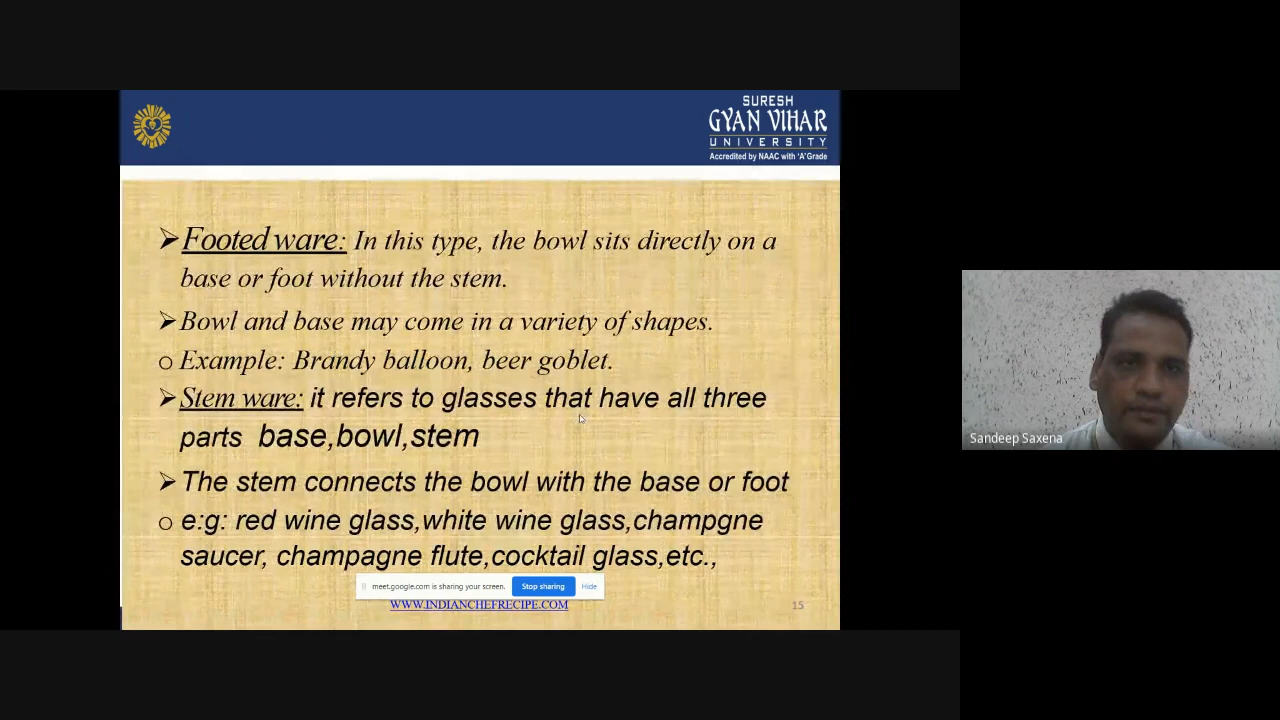 SURESH
GYAN VIHAR
UNIVERSITY
Accredited by NAAC with 'A' Grade
➢Footed ware: In this type, the bowl sits directly on a
base or foot without the stem.
➢Bowl and base may come in a variety of shapes.
o Example: Brandy balloon, beer goblet.
➢Stem ware: it refers to glasses that have all three
parts base,bowl,stem
➢The stem connects the bowl with the base or foot
o e:g: red wine glass,white wine glass,champgne
saucer, champagne flute,cocktail glass,etc.,
meet.google.com is sharing your screen. Stop sharing Hide
WWW.INDIANCHEFRECIPE.COM 15
Sandeep Saxena